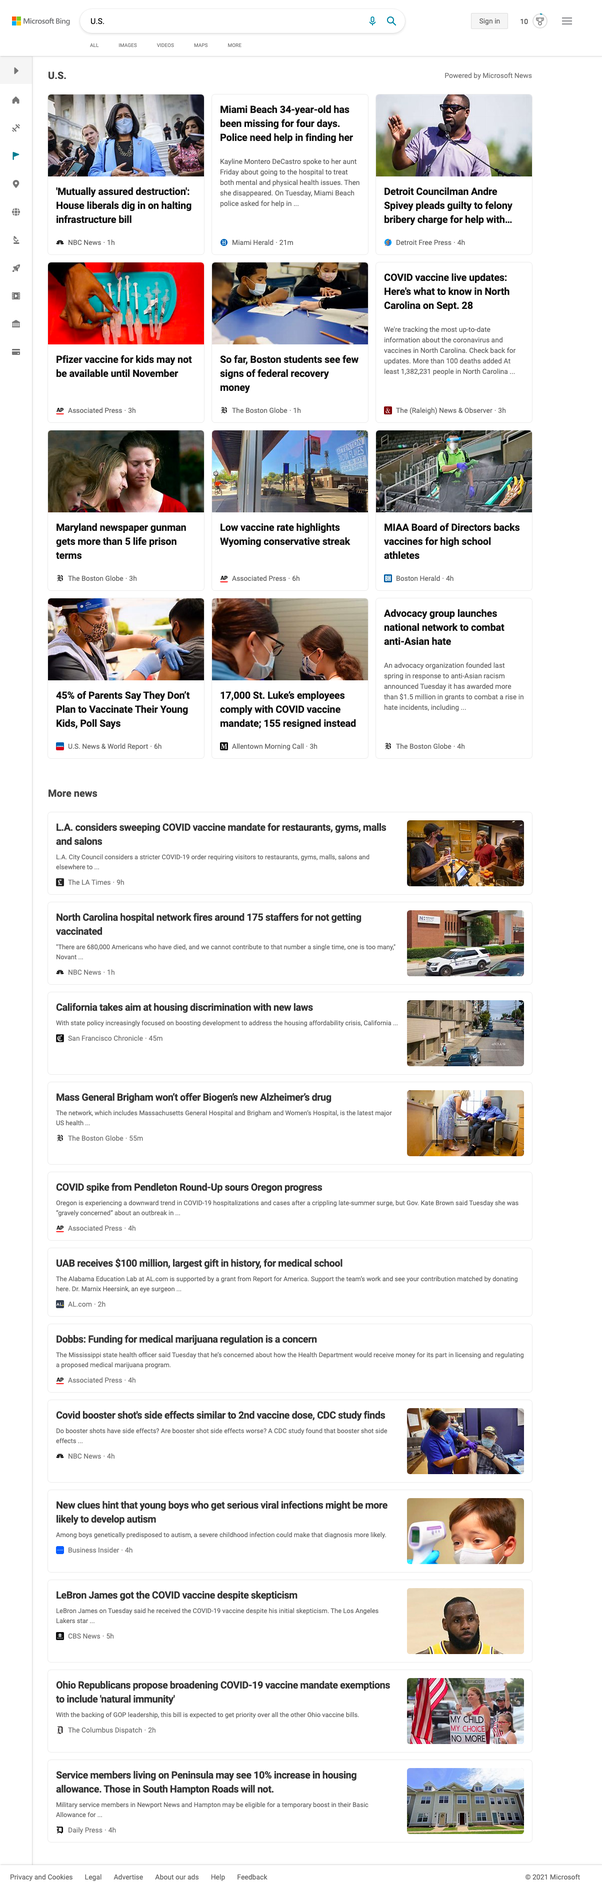 Microsoft Bing
U.S.
Sign in
10
ALL
IMAGES
VIDEOS
MAPS
MORE
U.S.
Powered by Microsoft News
'Mutually assured destruction':
House liberals dig in on halting
infrastructure bill
NBC News · 1h
Miami Beach 34-year-old has
been missing for four days.
Police need help in finding her
Kayline Montero DeCastro spoke to her aunt
Friday about going to the hospital to treat
both mental and physical health issues. Then
she disappeared. On Tuesday, Miami Beach
police asked for help in ...
Miami Herald · 21m
Detroit Councilman Andre
Spivey pleads guilty to felony
bribery charge for help with...
Detroit Free Press · 4h
Pfizer vaccine for kids may not
be available until November
AP Associated Press · 3h
So far, Boston students see few
signs of federal recovery
money
The Boston Globe · 1h
COVID vaccine live updates:
Here's what to know in North
Carolina on Sept. 28
We're tracking the most up-to-date
information about the coronavirus and
vaccines in North Carolina. Check back for
updates. More than 100 deaths added At
least 1,382,231 people in North Carolina ...
The (Raleigh) News & Observer · 3h
Maryland newspaper gunman
gets more than 5 life prison
terms
The Boston Globe · 3h
Low vaccine rate highlights
Wyoming conservative streak
AP Associated Press · 6h
MIAA Board of Directors backs
vaccines for high school
athletes
Boston Herald · 4h
45% of Parents Say They Don't
Plan to Vaccinate Their Young
Kids, Poll Says
U.S. News & World Report · 6h
17,000 St. Luke's employees
comply with COVID vaccine
mandate; 155 resigned instead
Allentown Morning Call · 3h
Advocacy group launches
national network to combat
anti-Asian hate
An advocacy organization founded last
spring in response to anti-Asian racism
announced Tuesday it has awarded more
than $1.5 million in grants to combat a rise in
hate incidents, including ...
The Boston Globe · 4h
More news
L.A. considers sweeping COVID vaccine mandate for restaurants, gyms, malls
and salons
L.A. City Council considers a stricter COVID-19 order requiring visitors to restaurants, gyms, malls, salons and
elsewhere to ...
The LA Times · 9h
North Carolina hospital network fires around 175 staffers for not getting
vaccinated
"There are 680,000 Americans who have died, and we cannot contribute to that number a single time, one is too many,"
Novant ...
NBC News · 1h
California takes aim at housing discrimination with new laws
With state policy increasingly focused on boosting development to address the housing affordability crisis, California ...
San Francisco Chronicle · 45m
Mass General Brigham won't offer Biogen's new Alzheimer's drug
The network, which includes Massachusetts General Hospital and Brigham and Women's Hospital, is the latest major
US health ...
The Boston Globe · 55m
COVID spike from Pendleton Round-Up sours Oregon progress
Oregon is experiencing a downward trend in COVID-19 hospitalizations and cases after a crippling late-summer surge, but Gov. Kate Brown said Tuesday she was
"gravely concerned" about an outbreak in ...
AP Associated Press · 4h
UAB receives $100 million, largest gift in history, for medical school
The Alabama Education Lab at AL.com is supported by a grant from Report for America. Support the team's work and see your contribution matched by donating
here. Dr. Marnix Heersink, an eye surgeon ...
AL.com · 2h
Dobbs: Funding for medical marijuana regulation is a concern
The Mississippi state health officer said Tuesday that he's concerned about how the Health Department would receive money for its part in licensing and regulating
a proposed medical marijuana program.
AP Associated Press · 4h
Covid booster shot's side effects similar to 2nd vaccine dose, CDC study finds
Do booster shots have side effects? Are booster shot side effects worse? A CDC study found that booster shot side
effects ...
NBC News · 4h
New clues hint that young boys who get serious viral infections might be more
likely to develop autism
Among boys genetically predisposed to autism, a severe childhood infection could make that diagnosis more likely.
Business Insider · 4h
LeBron James got the COVID vaccine despite skepticism
LeBron James on Tuesday said he received the COVID-19 vaccine despite his initial skepticism. The Los Angeles
Lakers star ...
CBS News · 5h
Ohio Republicans propose broadening COVID-19 vaccine mandate exemptions
to include 'natural immunity'
With the backing of GOP leadership, this bill is expected to get priority over all the other Ohio vaccine bills.
The Columbus Dispatch · 2h
MY CHILD
MY CHOICE
NO MORE
Service members living on Peninsula may see 10% increase in housing
allowance. Those in South Hampton Roads will not.
Military service members in Newport News and Hampton may be eligible for a temporary boost in their Basic
Allowance for ...
Daily Press · 4h
Privacy and Cookies
Legal
Advertise
About our ads
Help
Feedback
© 2021 Microsoft